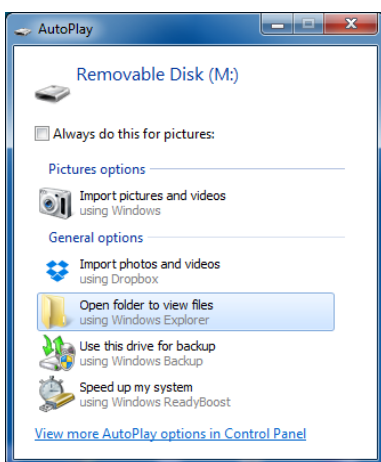 AutoPlay
Removable Disk (M:)
Always do this for pictures:
Pictures options
Import pictures and videos
using Windows
General options
Import photos and videos
using Dropbox
Open folder to view files
using Windows Explorer
Use this drive for backup
using Windows Backup
Speed up my system
using Windows ReadyBoost
View more AutoPlay options in Control Panel